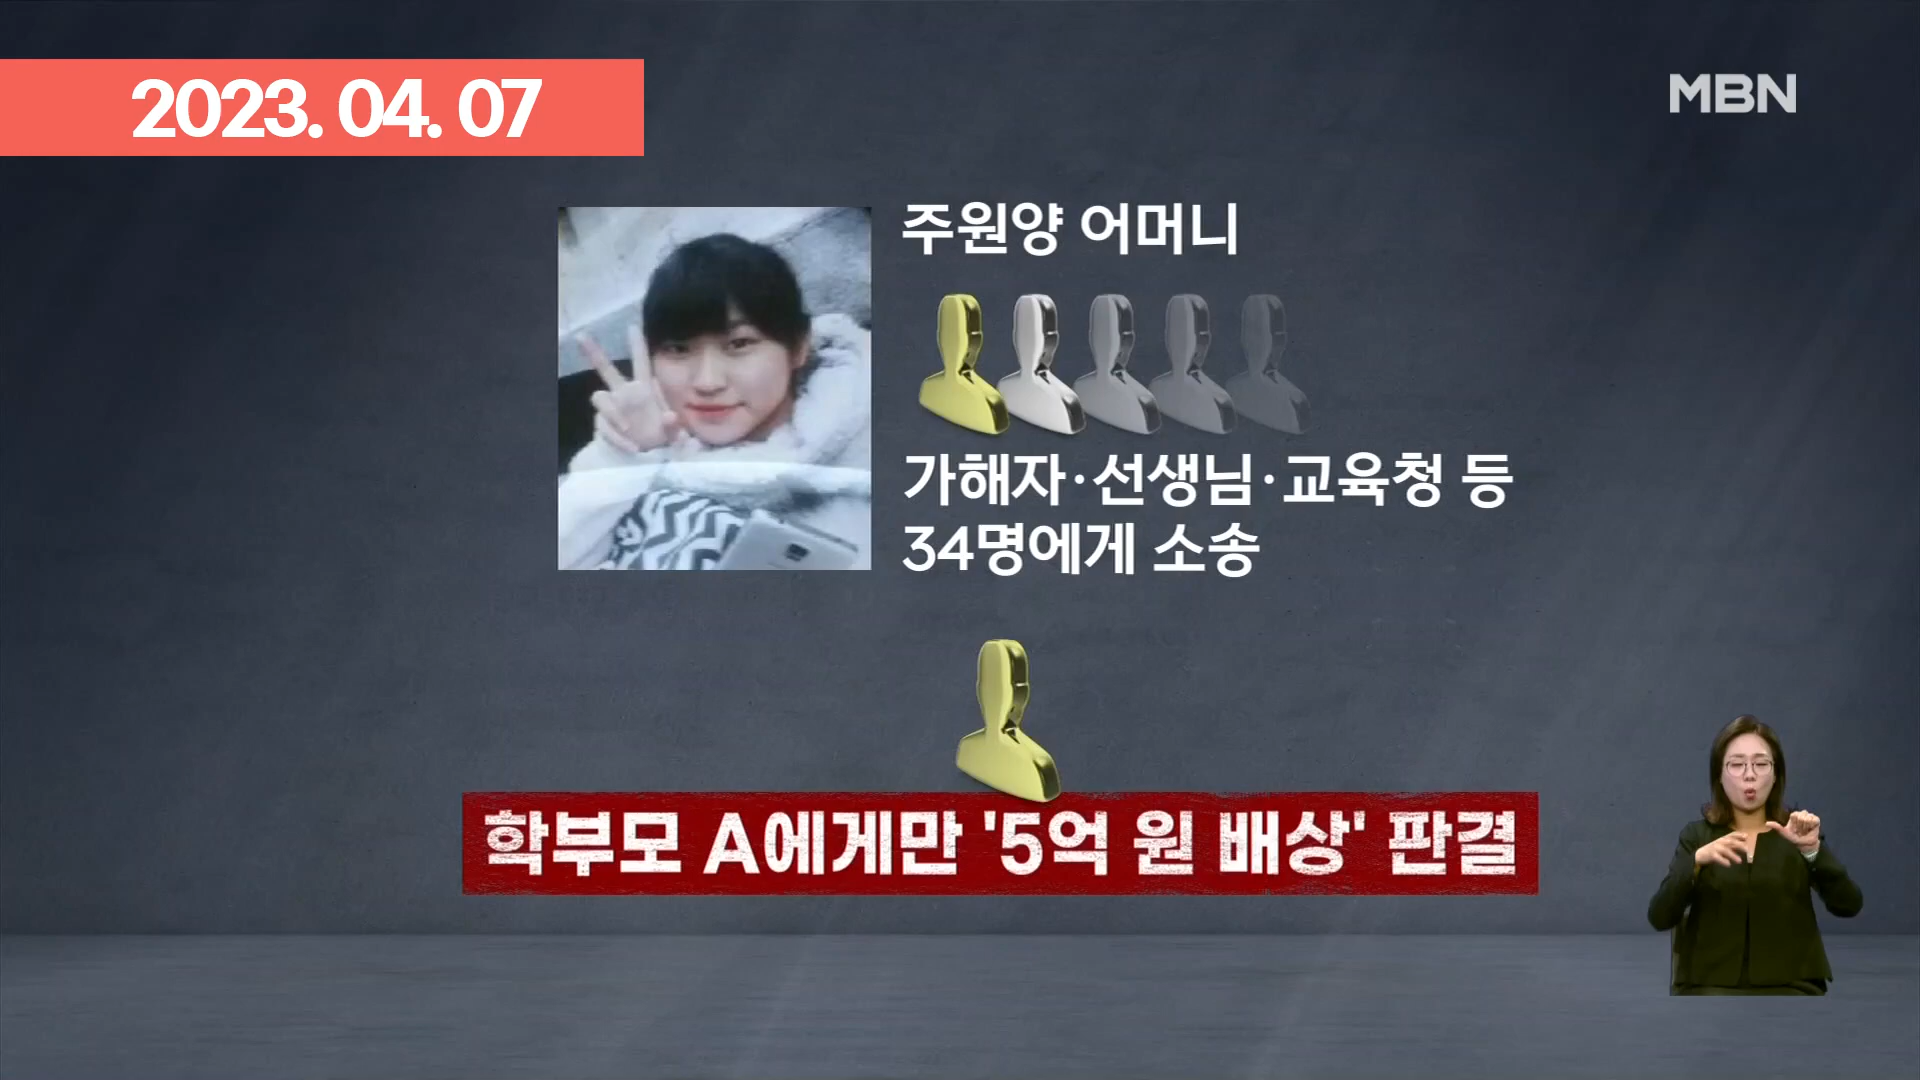 2023. 04. 07
MBN
주원양 어머니
가해자·선생님·교육청 등
34명에게 소송
학부모 A에게만 '5억 원 배상' 판결